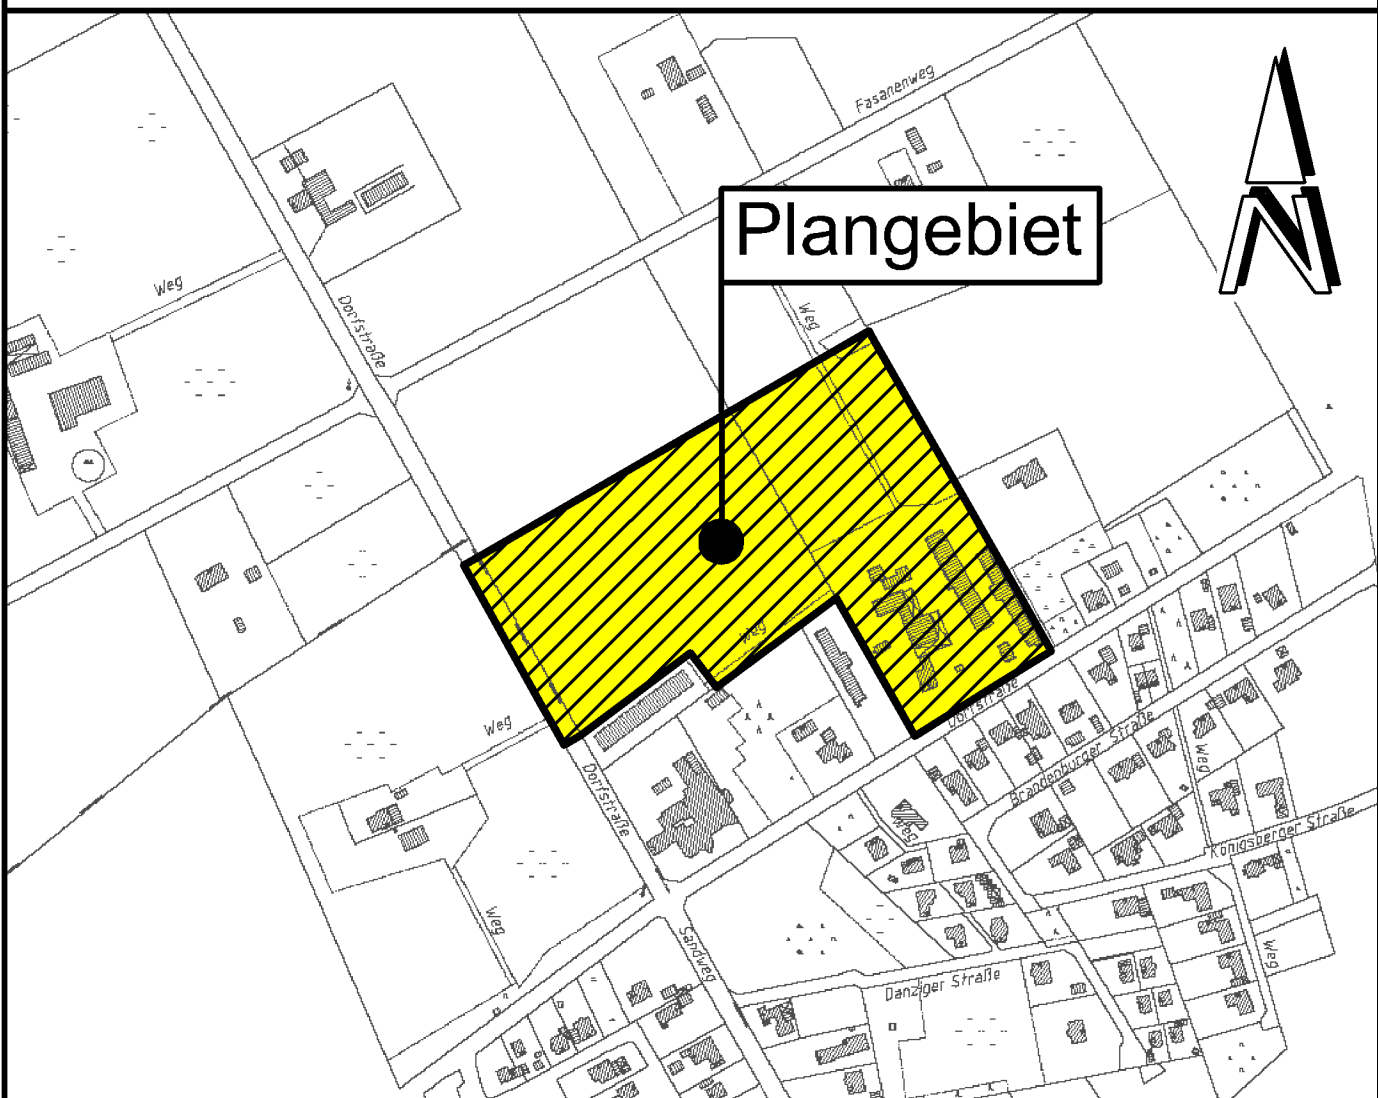 Fasanenweg
N
Plangebiet
Weg
Dorfstraße
Weg
Weg
Dorfstraße
Weg
Brandenburger Straße
Weg
Dorfstraße
Weg
Königsberger Straße
Weg
Sandweg
Weg
Danziger Straße